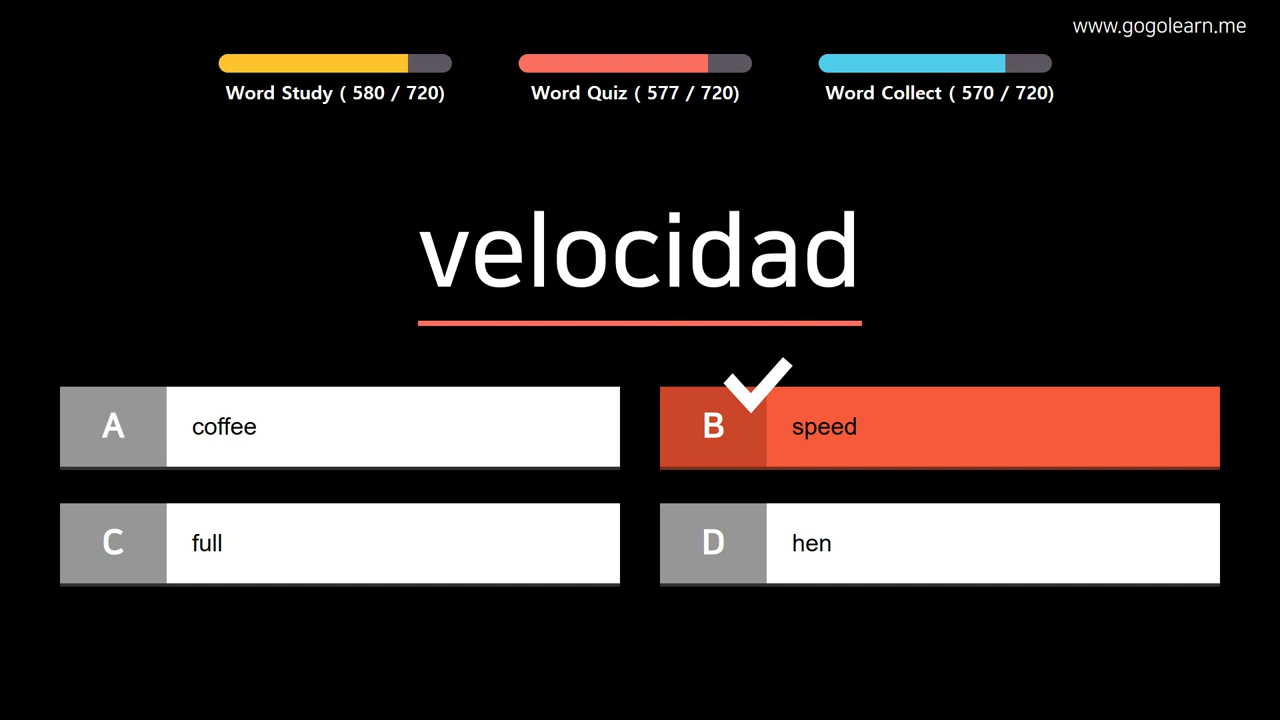 www.gogolearn.me
Word Study ( 580 / 720)
Word Quiz ( 577 / 720)
Word Collect ( 570 / 720)
velocidad
A coffee
B speed
C full
D hen